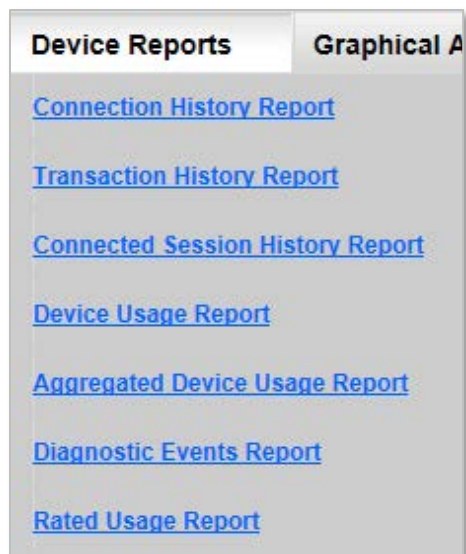 Device Reports Graphical A
Connection History Report
Transaction History Report
Connected Session History Report
Device Usage Report
Aggregated Device Usage Report
Diagnostic Events Report
Rated Usage Report